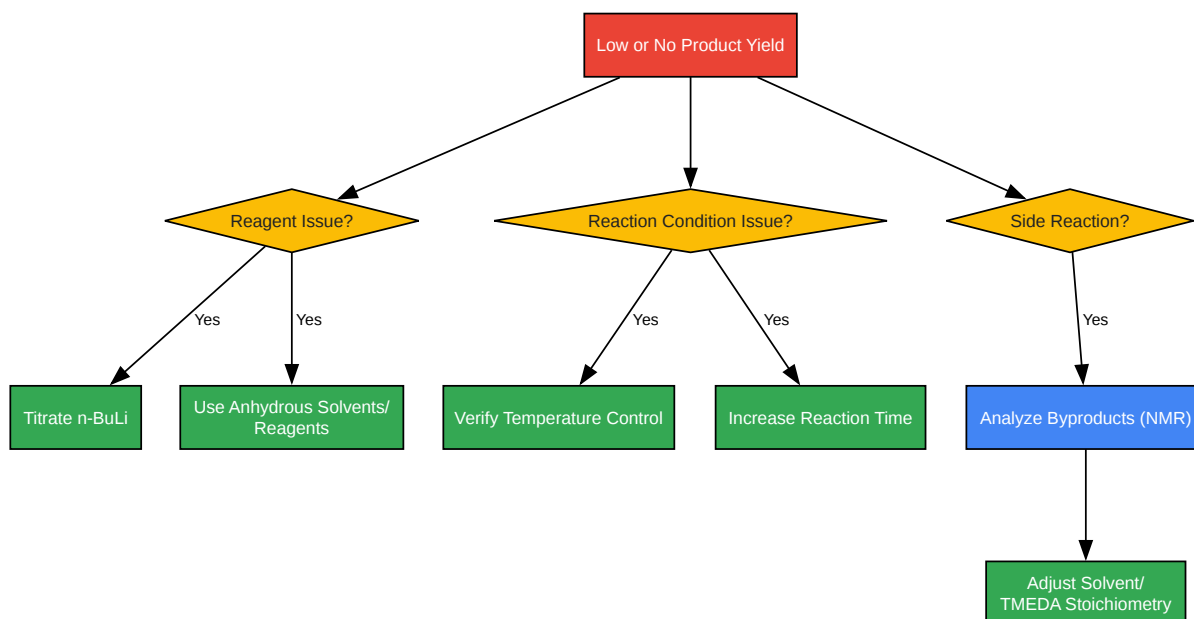 Low or No Product Yield
Reagent Issue?
Reaction Condition Issue?
Side Reaction?
Yes
Yes
Yes
Yes
Yes
Titrate n-BuLi
Use Anhydrous Solvents/
Reagents
Verify Temperature Control
Increase Reaction Time
Analyze Byproducts (NMR)
Adjust Solvent/
TMEDA Stoichiometry